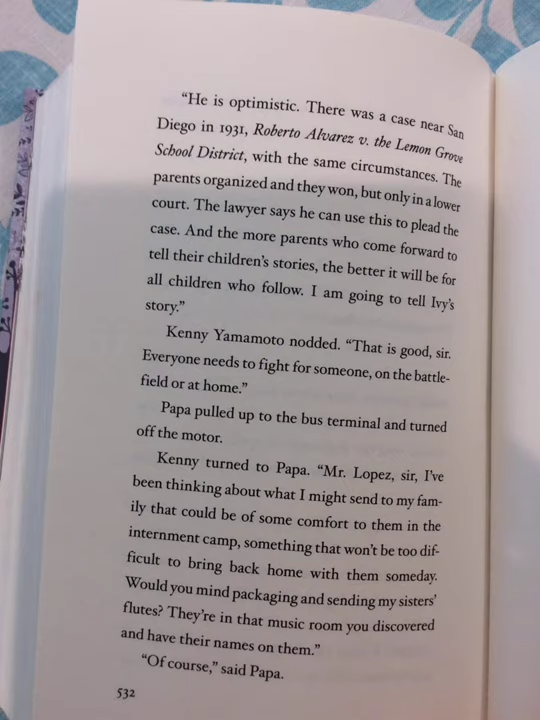 “He is optimistic. There was a case near San
Diego in 1931, Roberto Alvarez v. the Lemon Grove
School District, with the same circumstances. The
parents organized and they won, but only in a lower
court. The lawyer says he can use this to plead the
case. And the more parents who come forward to
tell their children’s stories, the better it will be for
all children who follow. I am going to tell Ivy’s
story.”
Kenny Yamamoto nodded. “That is good, sir.
Everyone needs to fight for someone, on the battle-
field or at home.”
Papa pulled up to the bus terminal and turned
off the motor.
Kenny turned to Papa. “Mr. Lopez, sir, I’ve
been thinking about what I might send to my fam-
ily that could be of some comfort to them in the
internment camp, something that won’t be too dif-
ficult to bring back home with them someday.
Would you mind packaging and sending my sisters’
flutes? They’re in that music room you discovered
and have their names on them.”
“Of course,” said Papa.
532